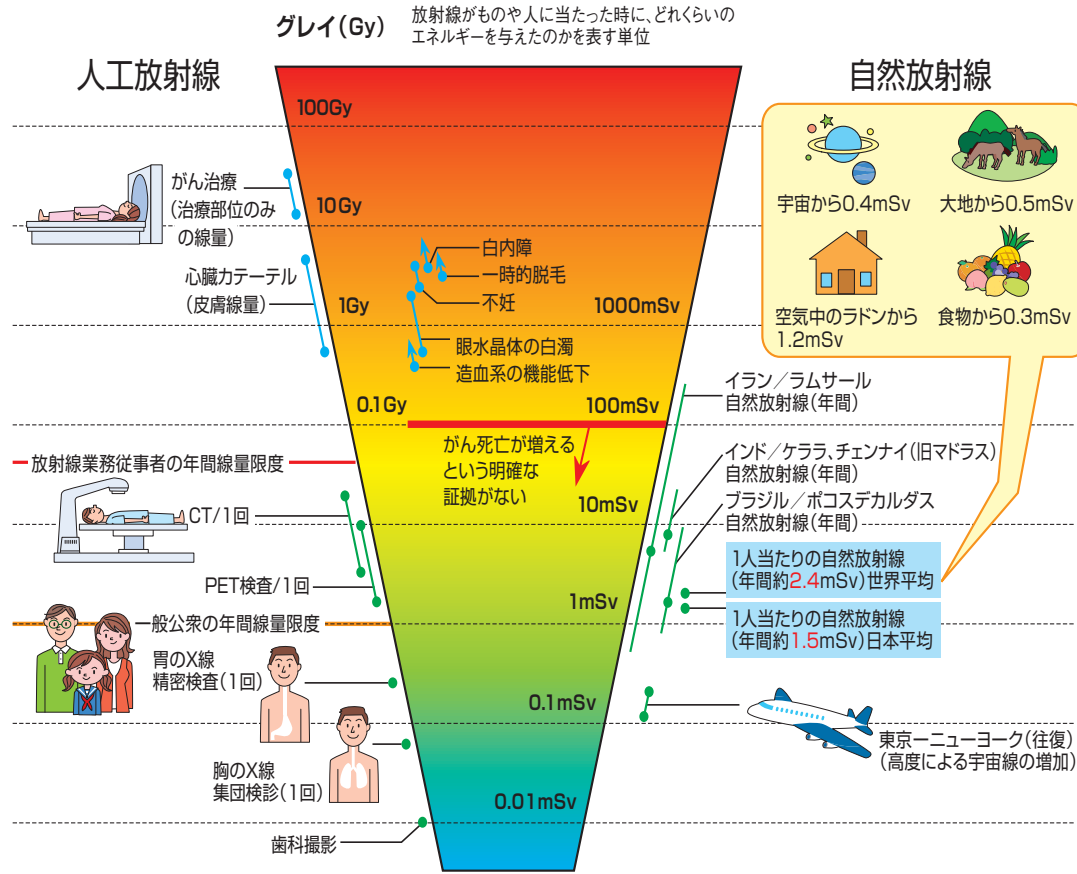 グレイ(Gy)
放射線がものや人に当たった時に、どれくらいの
エネルギーを与えたのかを表す単位
人工放射線
自然放射線
100Gy
がん治療
(治療部位のみ
の線量)
10Gy
心臓カテーテル
(皮膚線量)
白内障
一時的脱毛
不妊
1Gy
1000mSv
眼水晶体の白濁
造血系の機能低下
0.1Gy
100mSv
がん死亡が増える
という明確な
証拠がない
放射線業務従事者の年間線量限度
10mSv
CT/1回
PET検査/1回
1mSv
一般公衆の年間線量限度
胃のX線
精密検査(1回)
0.1mSv
胸のX線
集団検診(1回)
0.01mSv
歯科撮影
宇宙から0.4mSv
大地から0.5mSv
空気中のラドンから
1.2mSv
食物から0.3mSv
イラン/ラムサール
自然放射線(年間)
インド/ケララ、チェンナイ(旧マドラス)
自然放射線(年間)
ブラジル/ポコスデカルダス
自然放射線(年間)
1人当たりの自然放射線
(年間約2.4mSv)世界平均
1人当たりの自然放射線
(年間約1.5mSv)日本平均
東京ーニューヨーク(往復)
(高度による宇宙線の増加)